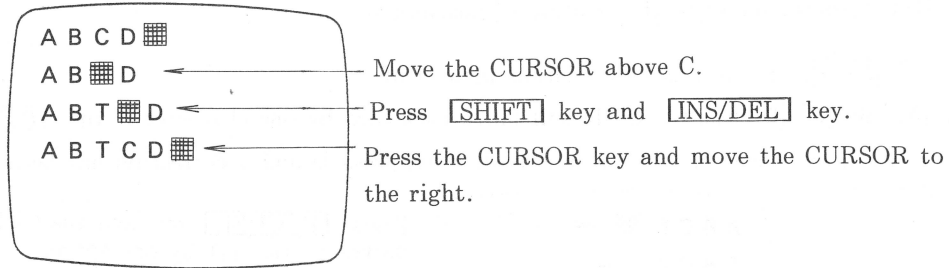 A B C D
A B D
Move the CURSOR above C.
A B T D
Press SHIFT key and INS/DEL key.
A B T C D
Press the CURSOR key and move the CURSOR to
the right.